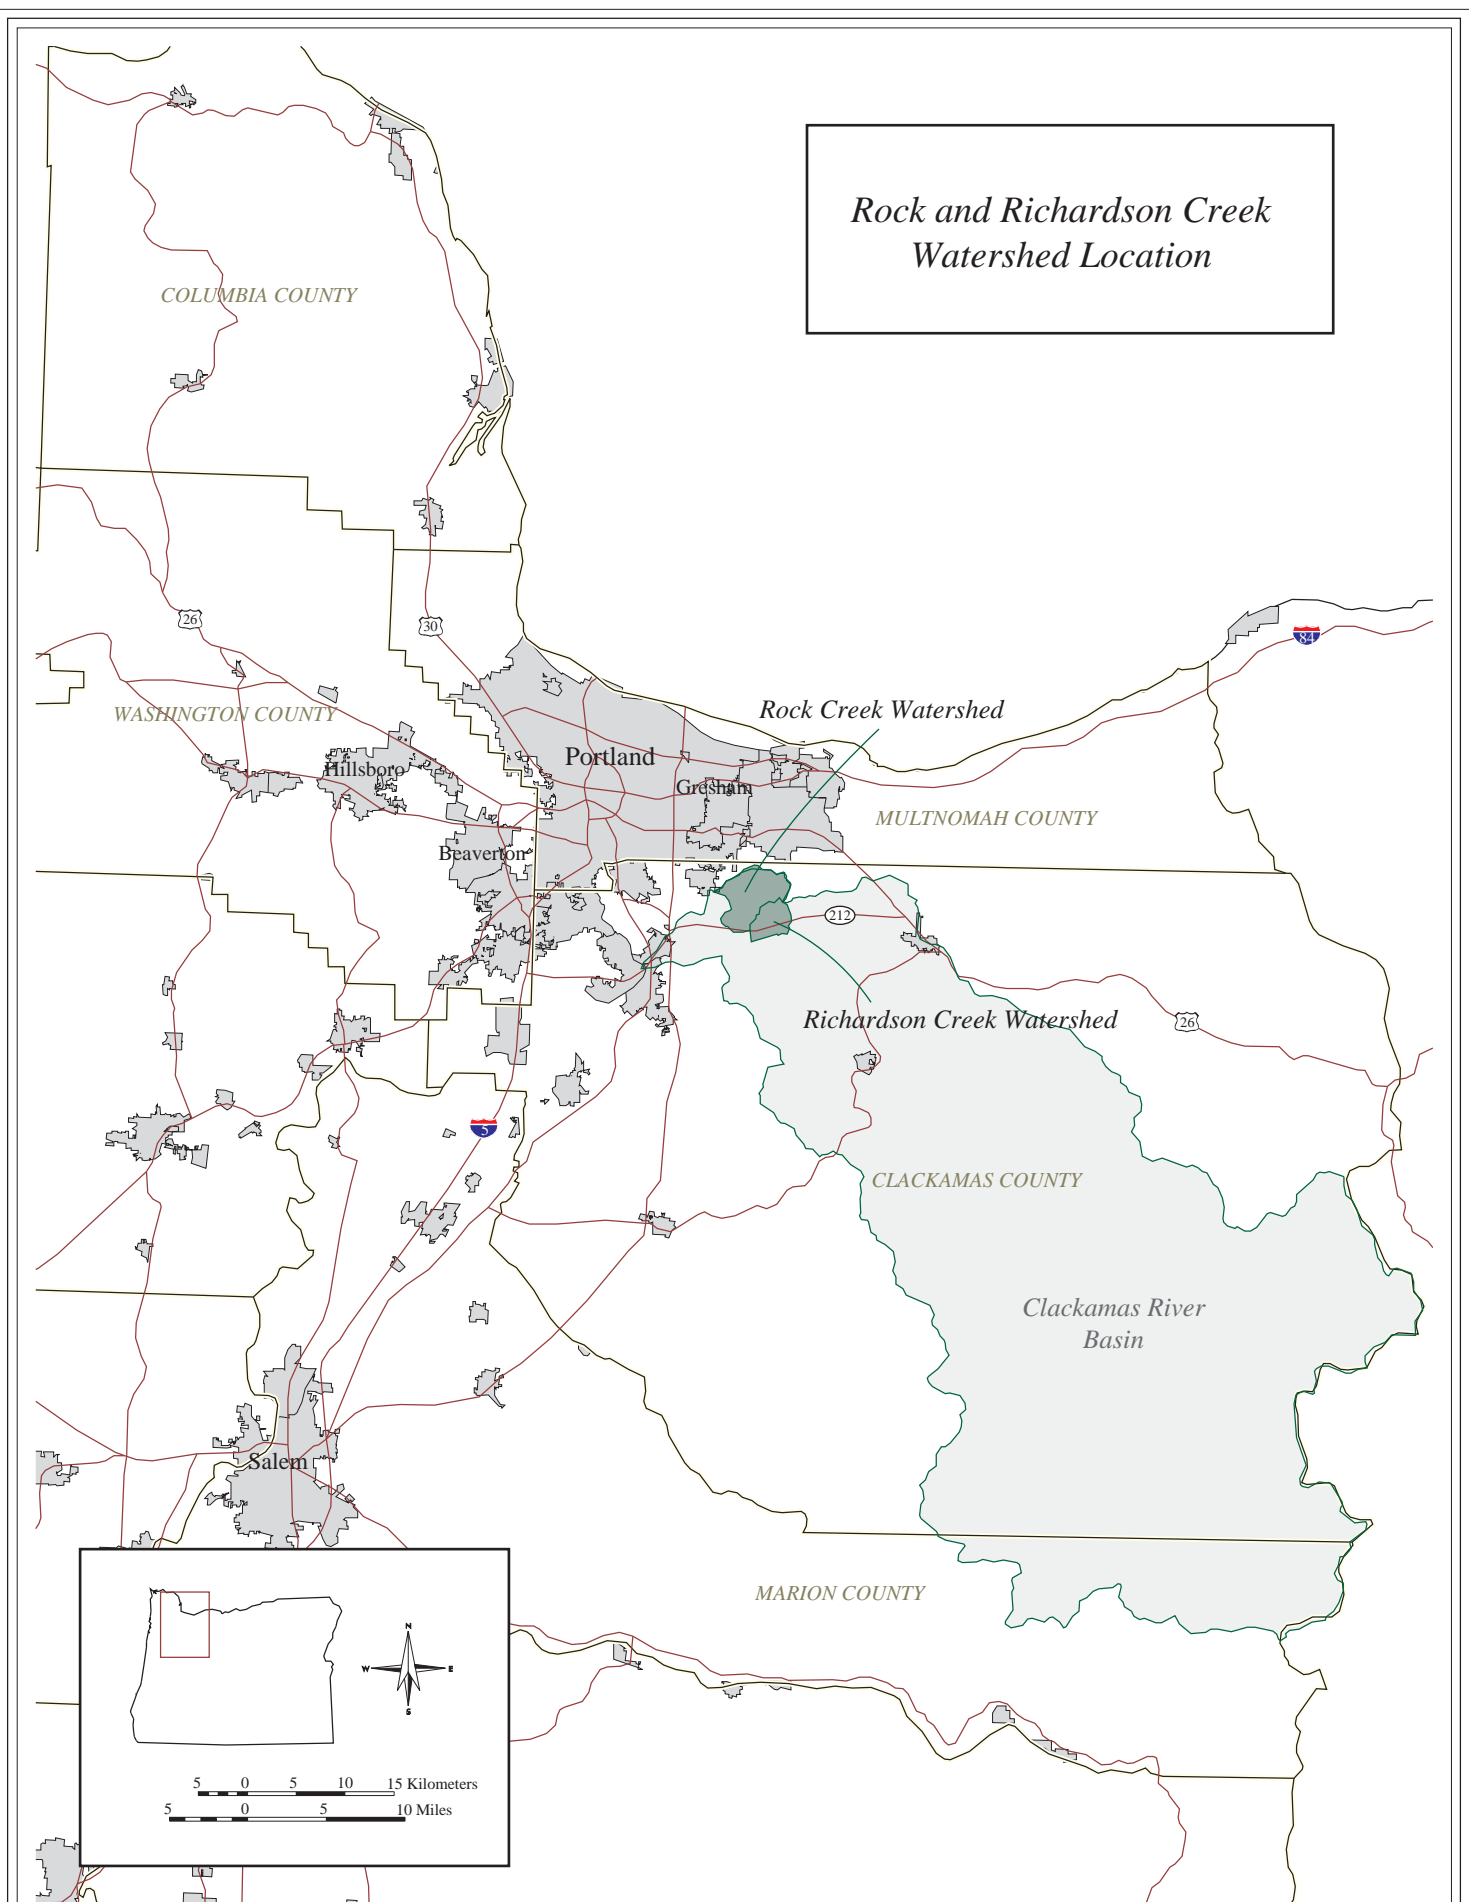 Rock and Richardson Creek
Watershed Location
COLUMBIA COUNTY
26
30
84
WASHINGTON COUNTY
Rock Creek Watershed
Portland
Hillsboro
Gresham
MULTNOMAH COUNTY
Beaverton
212
Richardson Creek Watershed
26
5
CLACKAMAS COUNTY
Clackamas River
Basin
Salem
MARION COUNTY
N
W E
S
5 0 5 10 15 Kilometers
5 0 5 10 Miles